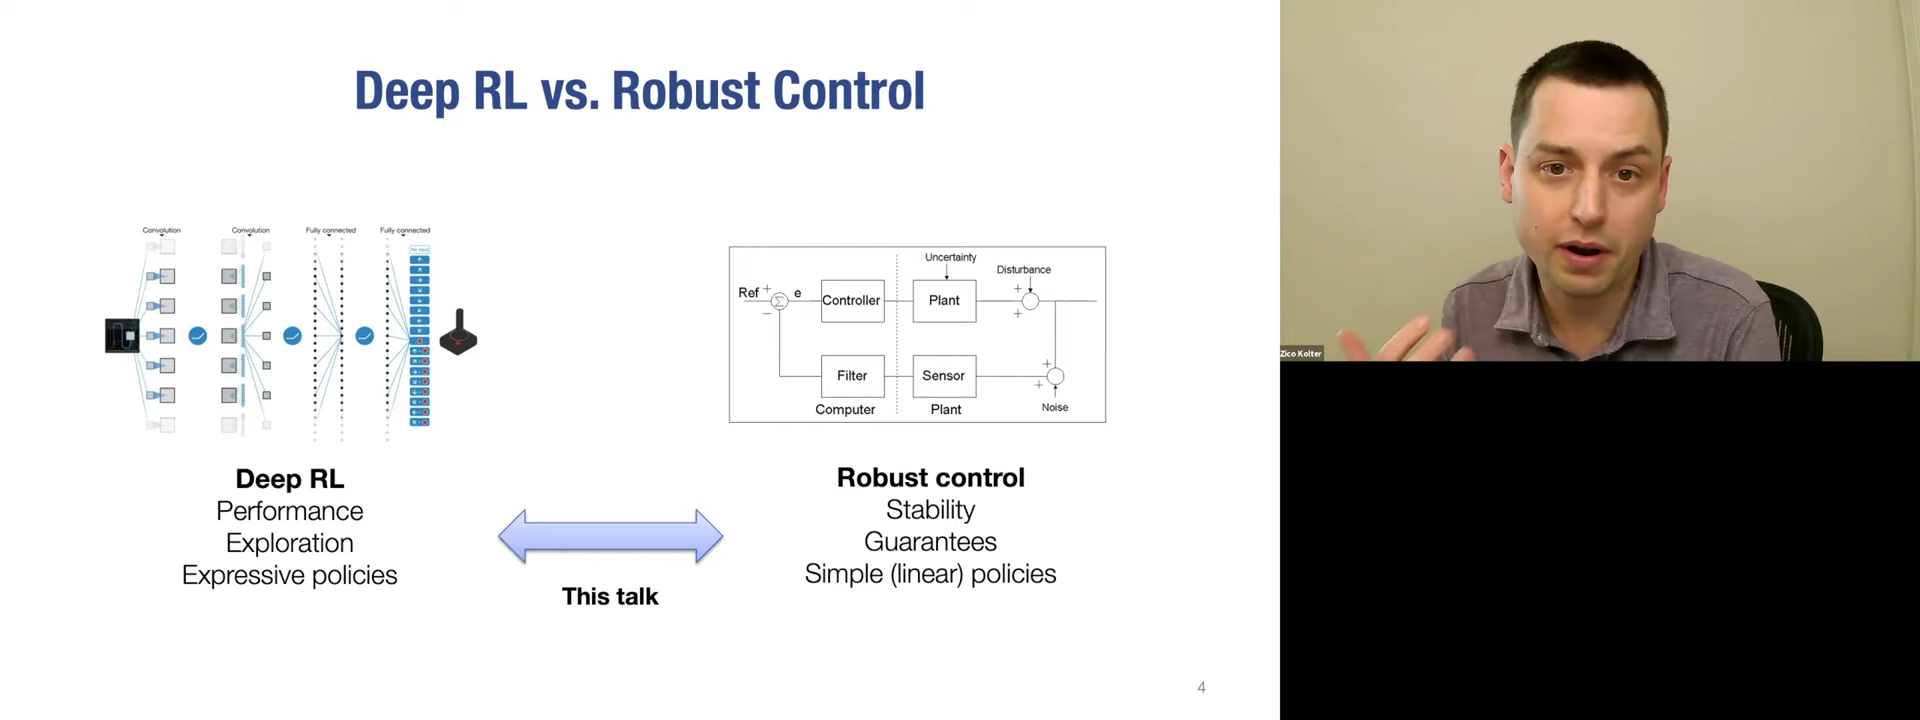 Deep RL vs. Robust Control
Convolution
Convolution
Fully connected
Fully connected
No input
Uncertainty
Disturbance
Ref
+
e
Controller
Plant
+
+
Σ
−
Filter
Sensor
+
+
Computer
Plant
Noise
Deep RL
Performance
Exploration
Expressive policies
Robust control
Stability
Guarantees
Simple (linear) policies
This talk
4
Zico Kolter